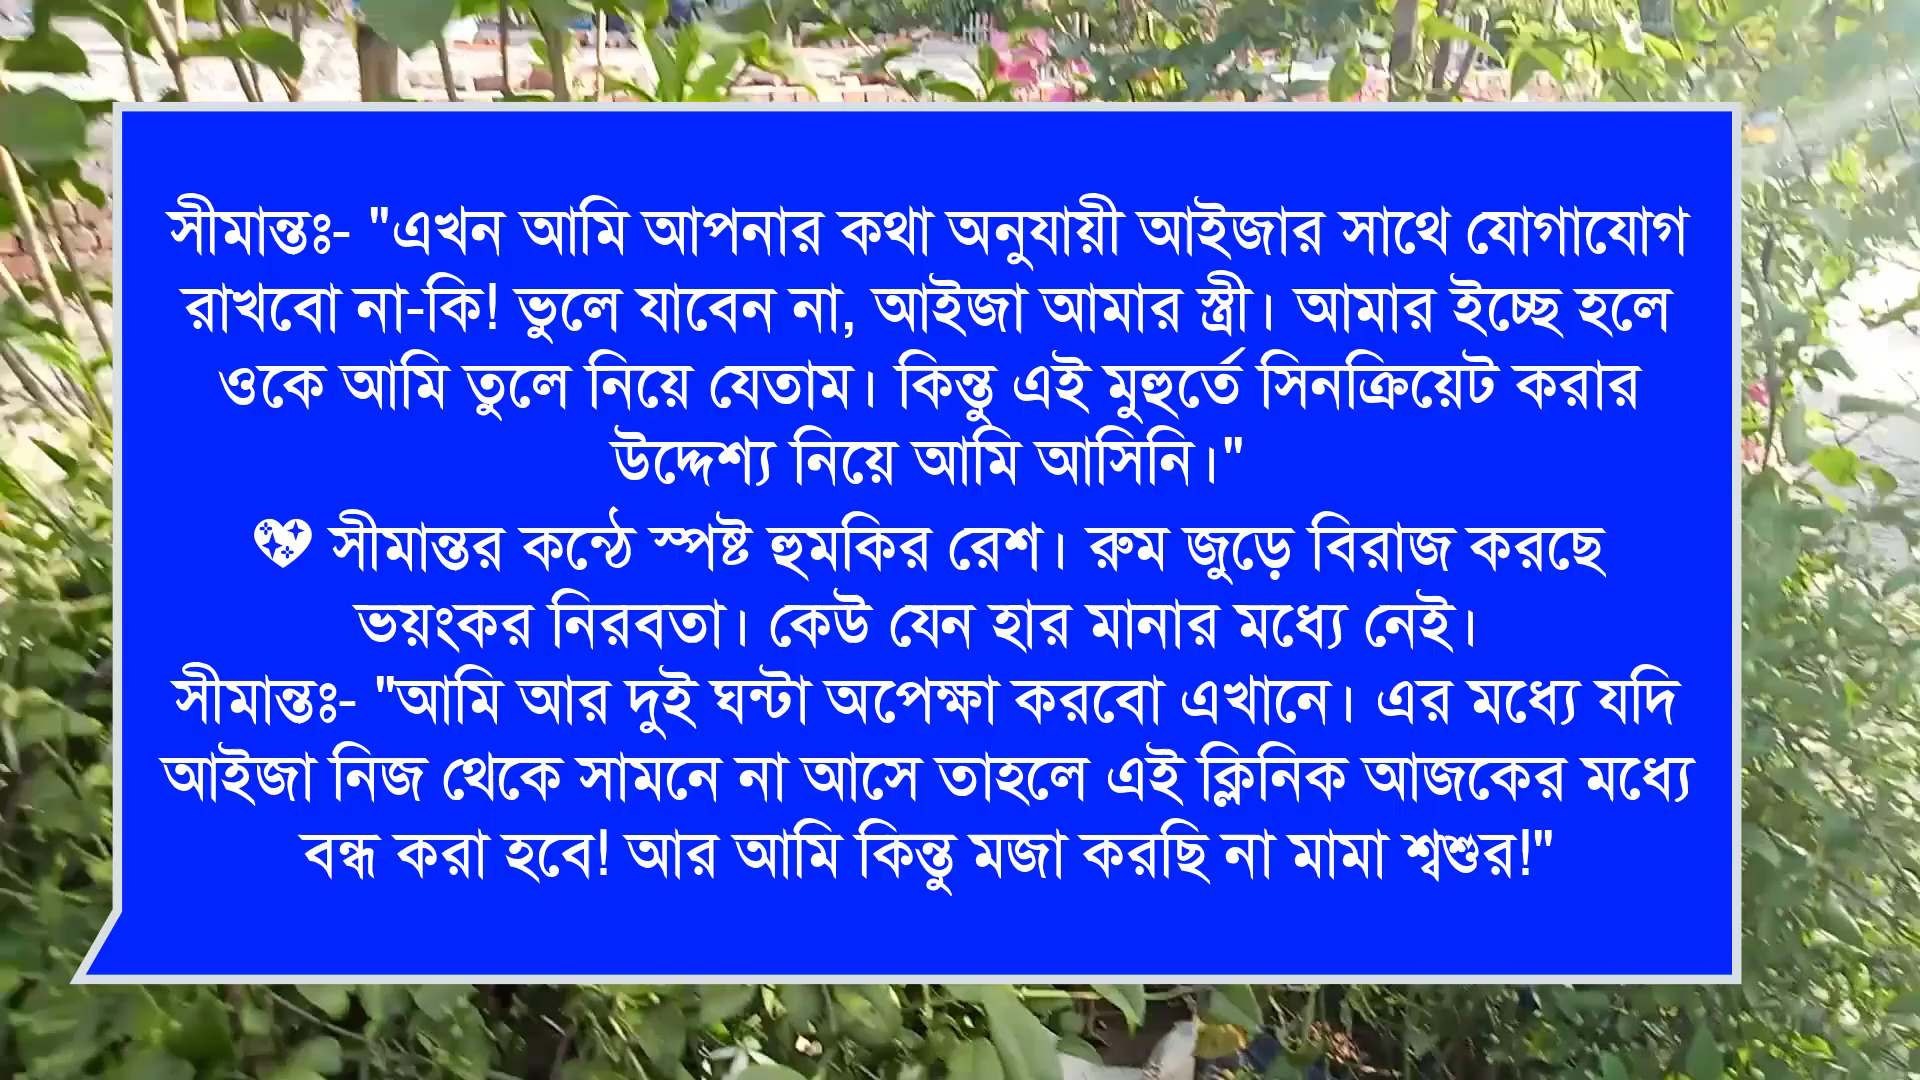 সীমান্তঃ- "এখন আমি আপনার কথা অনুযায়ী আইজার সাথে যোগাযোগ
রাখবো না-কি! ভুলে যাবেন না, আইজা আমার স্ত্রী। আমার ইচ্ছে হলে
ওকে আমি তুলে নিয়ে যেতাম। কিন্তু এই মুহুর্তে সিনক্রিয়েট করার
উদ্দেশ্য নিয়ে আমি আসিনি।"
💖 সীমান্তর কন্ঠে স্পষ্ট হুমকির রেশ। রুম জুড়ে বিরাজ করছে
ভয়ংকর নিরবতা। কেউ যেন হার মানার মধ্যে নেই।
সীমান্তঃ- "আমি আর দুই ঘন্টা অপেক্ষা করবো এখানে। এর মধ্যে যদি
আইজা নিজ থেকে সামনে না আসে তাহলে এই ক্লিনিক আজকের মধ্যে
বন্ধ করা হবে! আর আমি কিন্তু মজা করছি না মামা শ্বশুর!"